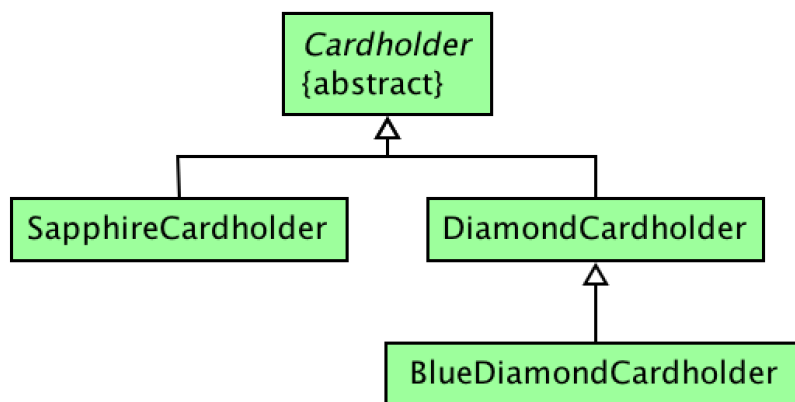 Cardholder
{abstract}
SapphireCardholder
DiamondCardholder
BlueDiamondCardholder